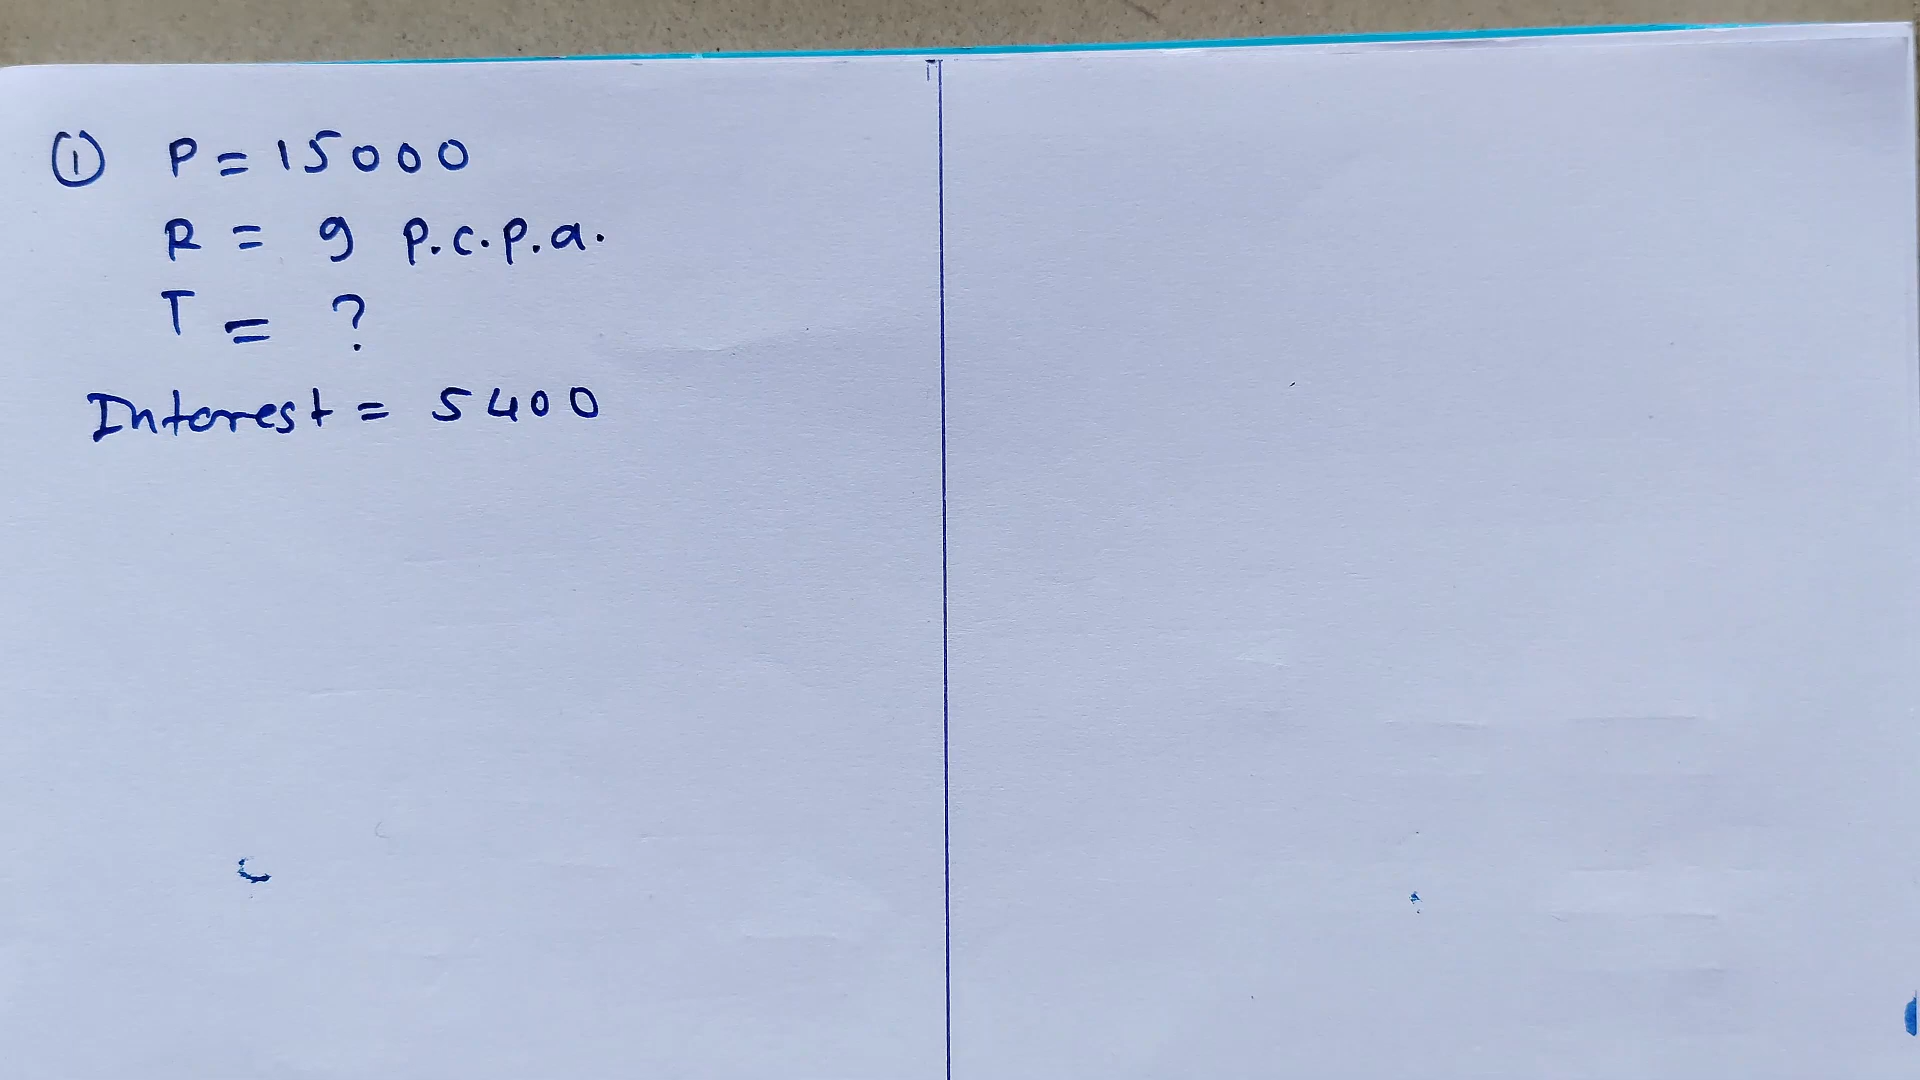 ① P = 15000
R = 9 p.c.p.a.
T = ?
Interest = 5400